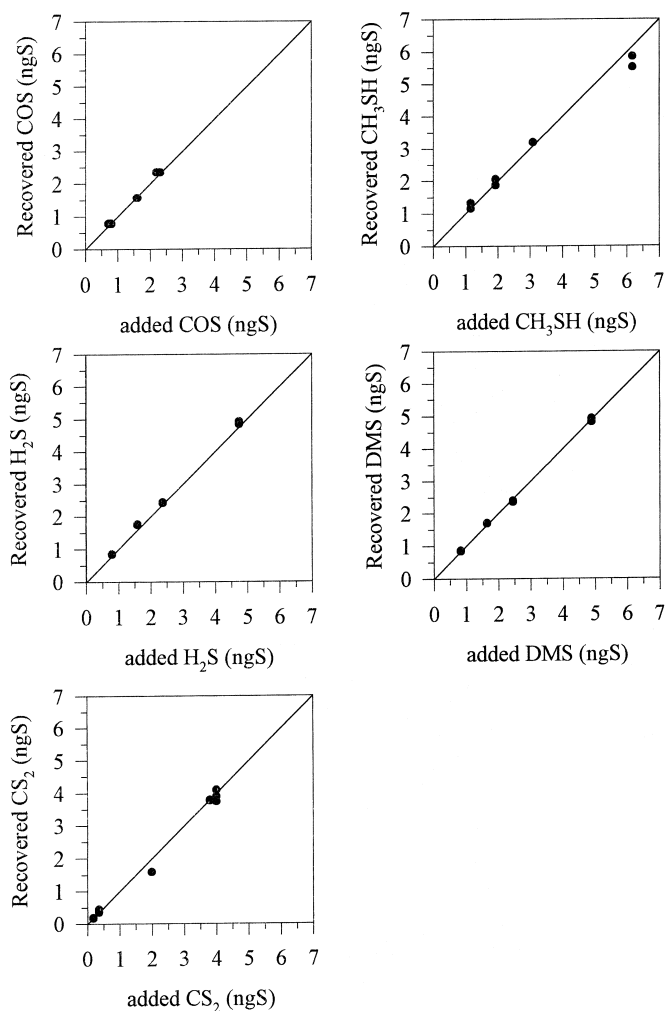 7
6
5
4
3
2
1
0
Recovered COS (ngS)
0 1 2 3 4 5 6 7
added COS (ngS)
7
6
5
4
3
2
1
0
Recovered CH₃SH (ngS)
0 1 2 3 4 5 6 7
added CH₃SH (ngS)
7
6
5
4
3
2
1
0
Recovered H₂S (ngS)
0 1 2 3 4 5 6 7
added H₂S (ngS)
7
6
5
4
3
2
1
0
Recovered DMS (ngS)
0 1 2 3 4 5 6 7
added DMS (ngS)
7
6
5
4
3
2
1
0
Recovered CS₂ (ngS)
0 1 2 3 4 5 6 7
added CS₂ (ngS)